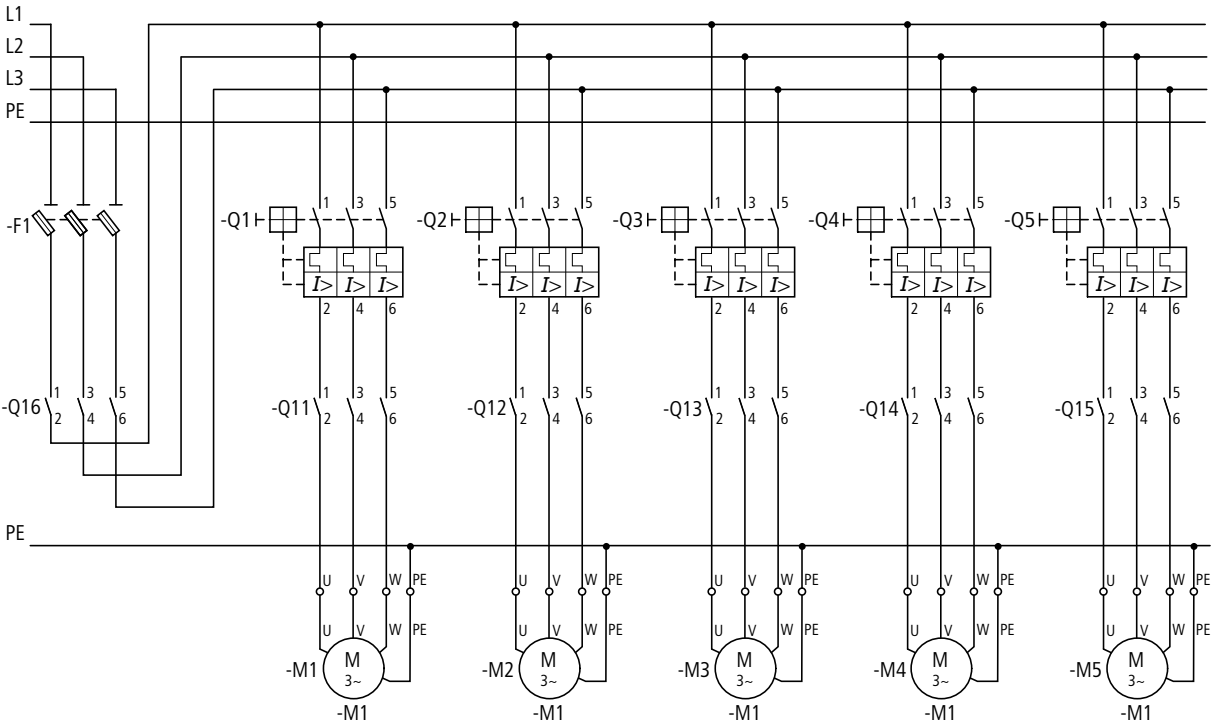 L1
L2
L3
PE
1 3 5 1 3 5 1 3 5 1 3 5 1 3 5
-F1 -Q1 -Q2 -Q3 -Q4 -Q5
I> I> I> I> I> I> I> I> I> I> I> I> I> I> I>
2 4 6 2 4 6 2 4 6 2 4 6 2 4 6
1 3 5 1 3 5 1 3 5 1 3 5 1 3 5 1 3 5
-Q16 -Q11 -Q12 -Q13 -Q14 -Q15
2 4 6 2 4 6 2 4 6 2 4 6 2 4 6 2 4 6
PE
U V W PE U V W PE U V W PE U V W PE U V W PE
U V W PE U V W PE U V W PE U V W PE U V W PE
-M1 M -M2 M -M3 M -M4 M -M5 M
3~ 3~ 3~ 3~ 3~
-M1 -M1 -M1 -M1 -M1